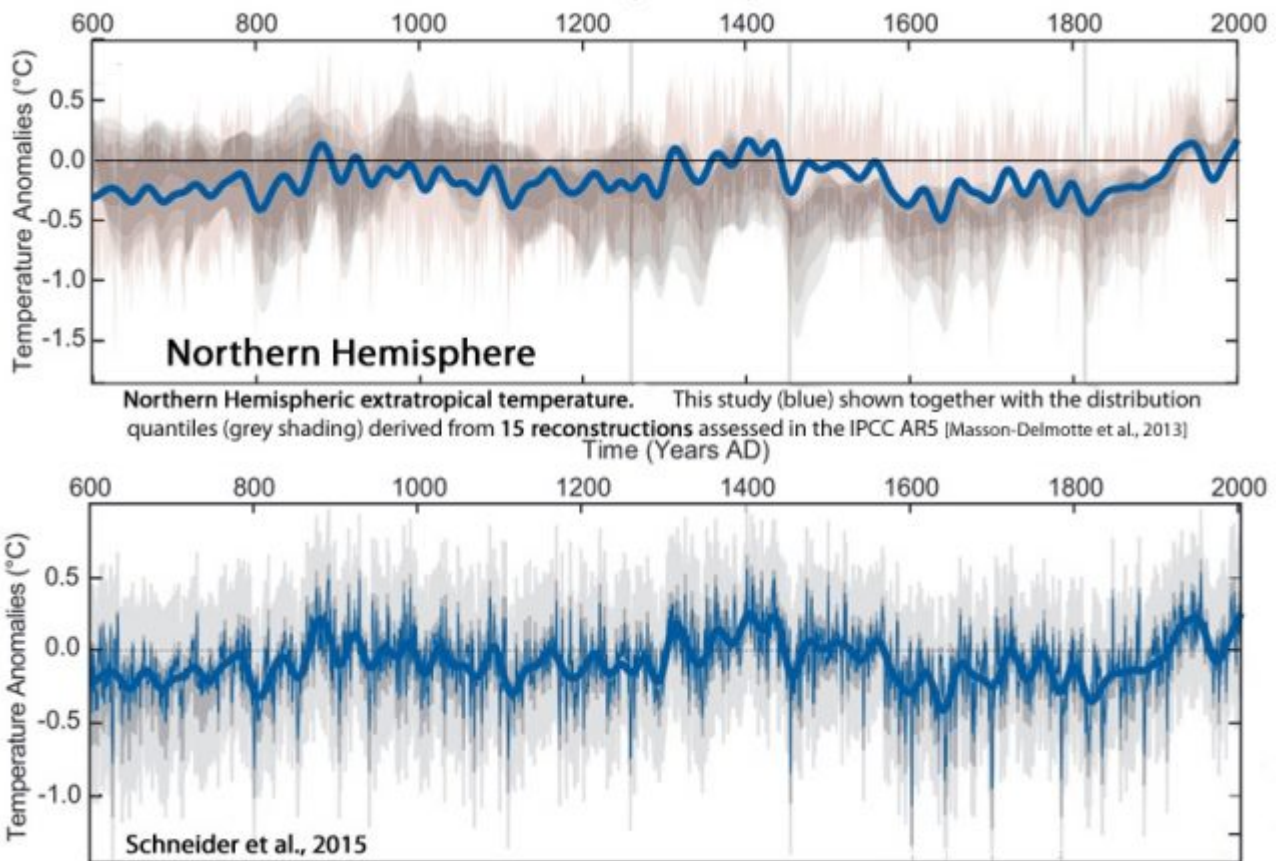 600 800 1000 1200 1400 1600 1800 2000
Temperature Anomalies (°C)
0.5
0.0
-0.5
-1.0
-1.5
Northern Hemisphere
Northern Hemispheric extratropical temperature. This study (blue) shown together with the distribution
quantiles (grey shading) derived from 15 reconstructions assessed in the IPCC AR5 [Masson-Delmotte et al., 2013]
Time (Years AD)
600 800 1000 1200 1400 1600 1800 2000
Temperature Anomalies (°C)
0.5
0.0
-0.5
-1.0
Schneider et al., 2015